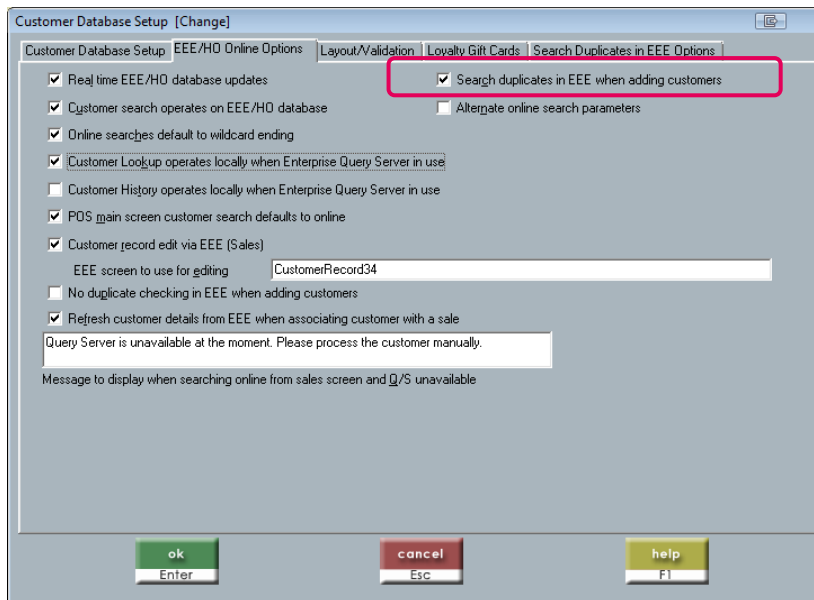 Customer Database Setup [Change]
Customer Database Setup EEE/HO Online Options Layout/Validation Loyalty Gift Cards Search Duplicates in EEE Options
Real time EEE/HO database updates
Search duplicates in EEE when adding customers
Customer search operates on EEE/HO database
Alternate online search parameters
Online searches default to wildcard ending
Customer Lookup operates locally when Enterprise Query Server in use
Customer History operates locally when Enterprise Query Server in use
POS main screen customer search defaults to online
Customer record edit via EEE (Sales)
EEE screen to use for editing CustomerRecord34
No duplicate checking in EEE when adding customers
Refresh customer details from EEE when associating customer with a sale
Query Server is unavailable at the moment. Please process the customer manually.
Message to display when searching online from sales screen and Q/S unavailable
ok cancel help
Enter Esc F1